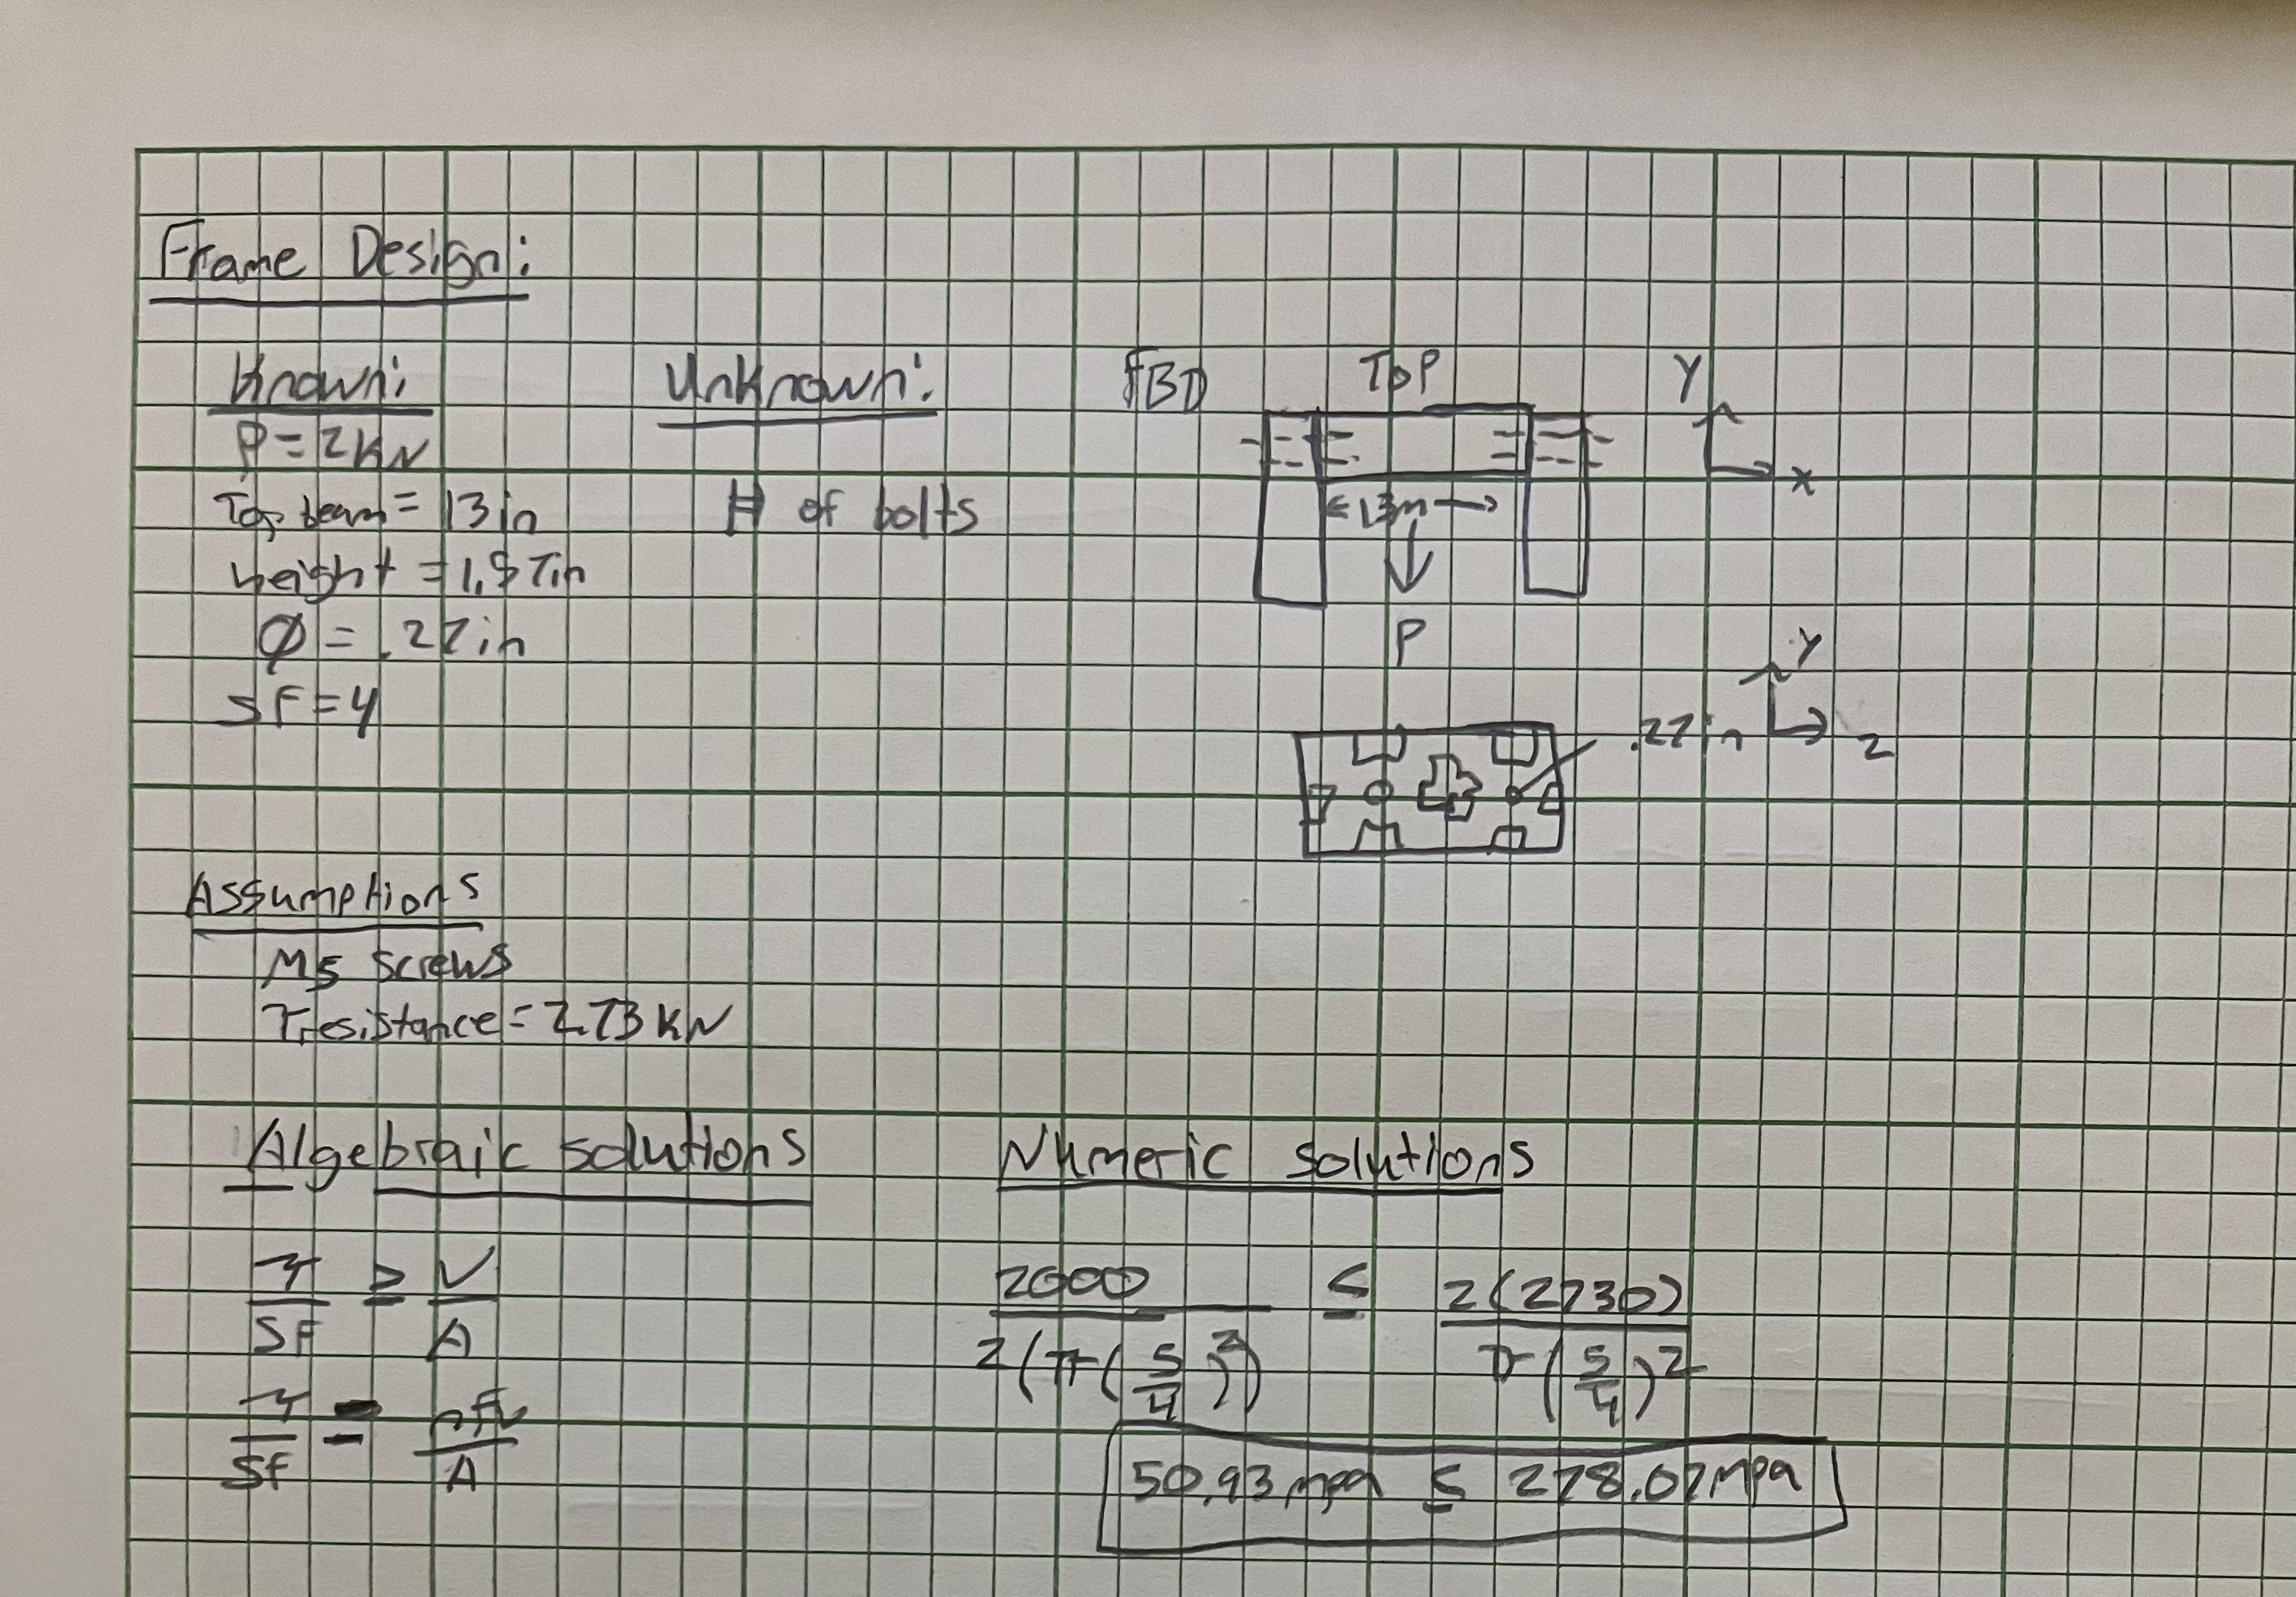 Frame Design:
Known:
P = 2kN
Top beam = 13 in
height = 1.57in
Ø = .27in
SF = 4
Unknown:
# of bolts
FBD
TOP
Y
x
← 13in →
P
Y
z
.27in
Assumptions
M5 screws
τresistance = 2.73 kN
Algebraic solutions
τ/SF ≥ V/A
τ/SF = nFv/A
Numeric solutions
2000/2(π(5/4)²) ≤ 2(2730)/π(5/4)²
50.93 mpa ≤ 278.07 Mpa